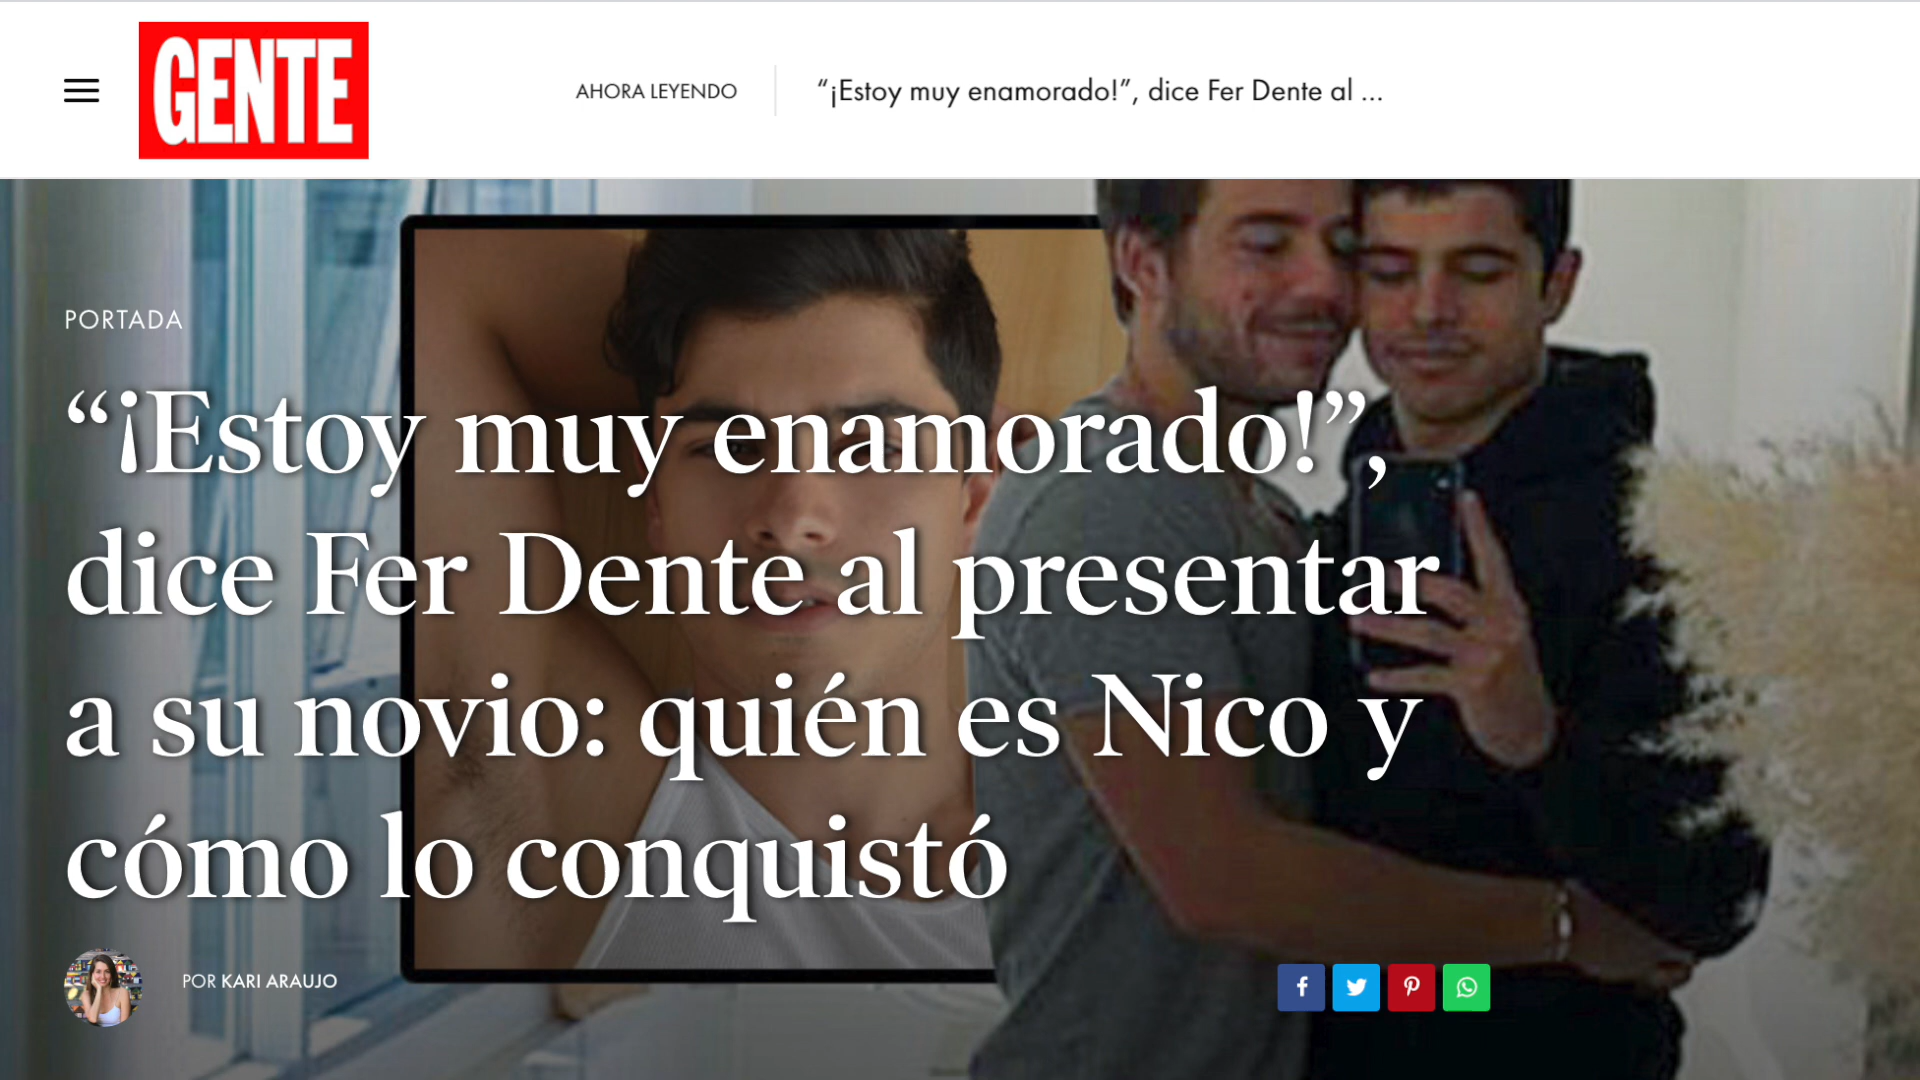 GENTE
AHORA LEYENDO
“¡Estoy muy enamorado!”, dice Fer Dente al ...
PORTADA
“¡Estoy muy enamorado!”,
dice Fer Dente al presentar
a su novio: quién es Nico y
cómo lo conquistó
POR KARI ARAUJO